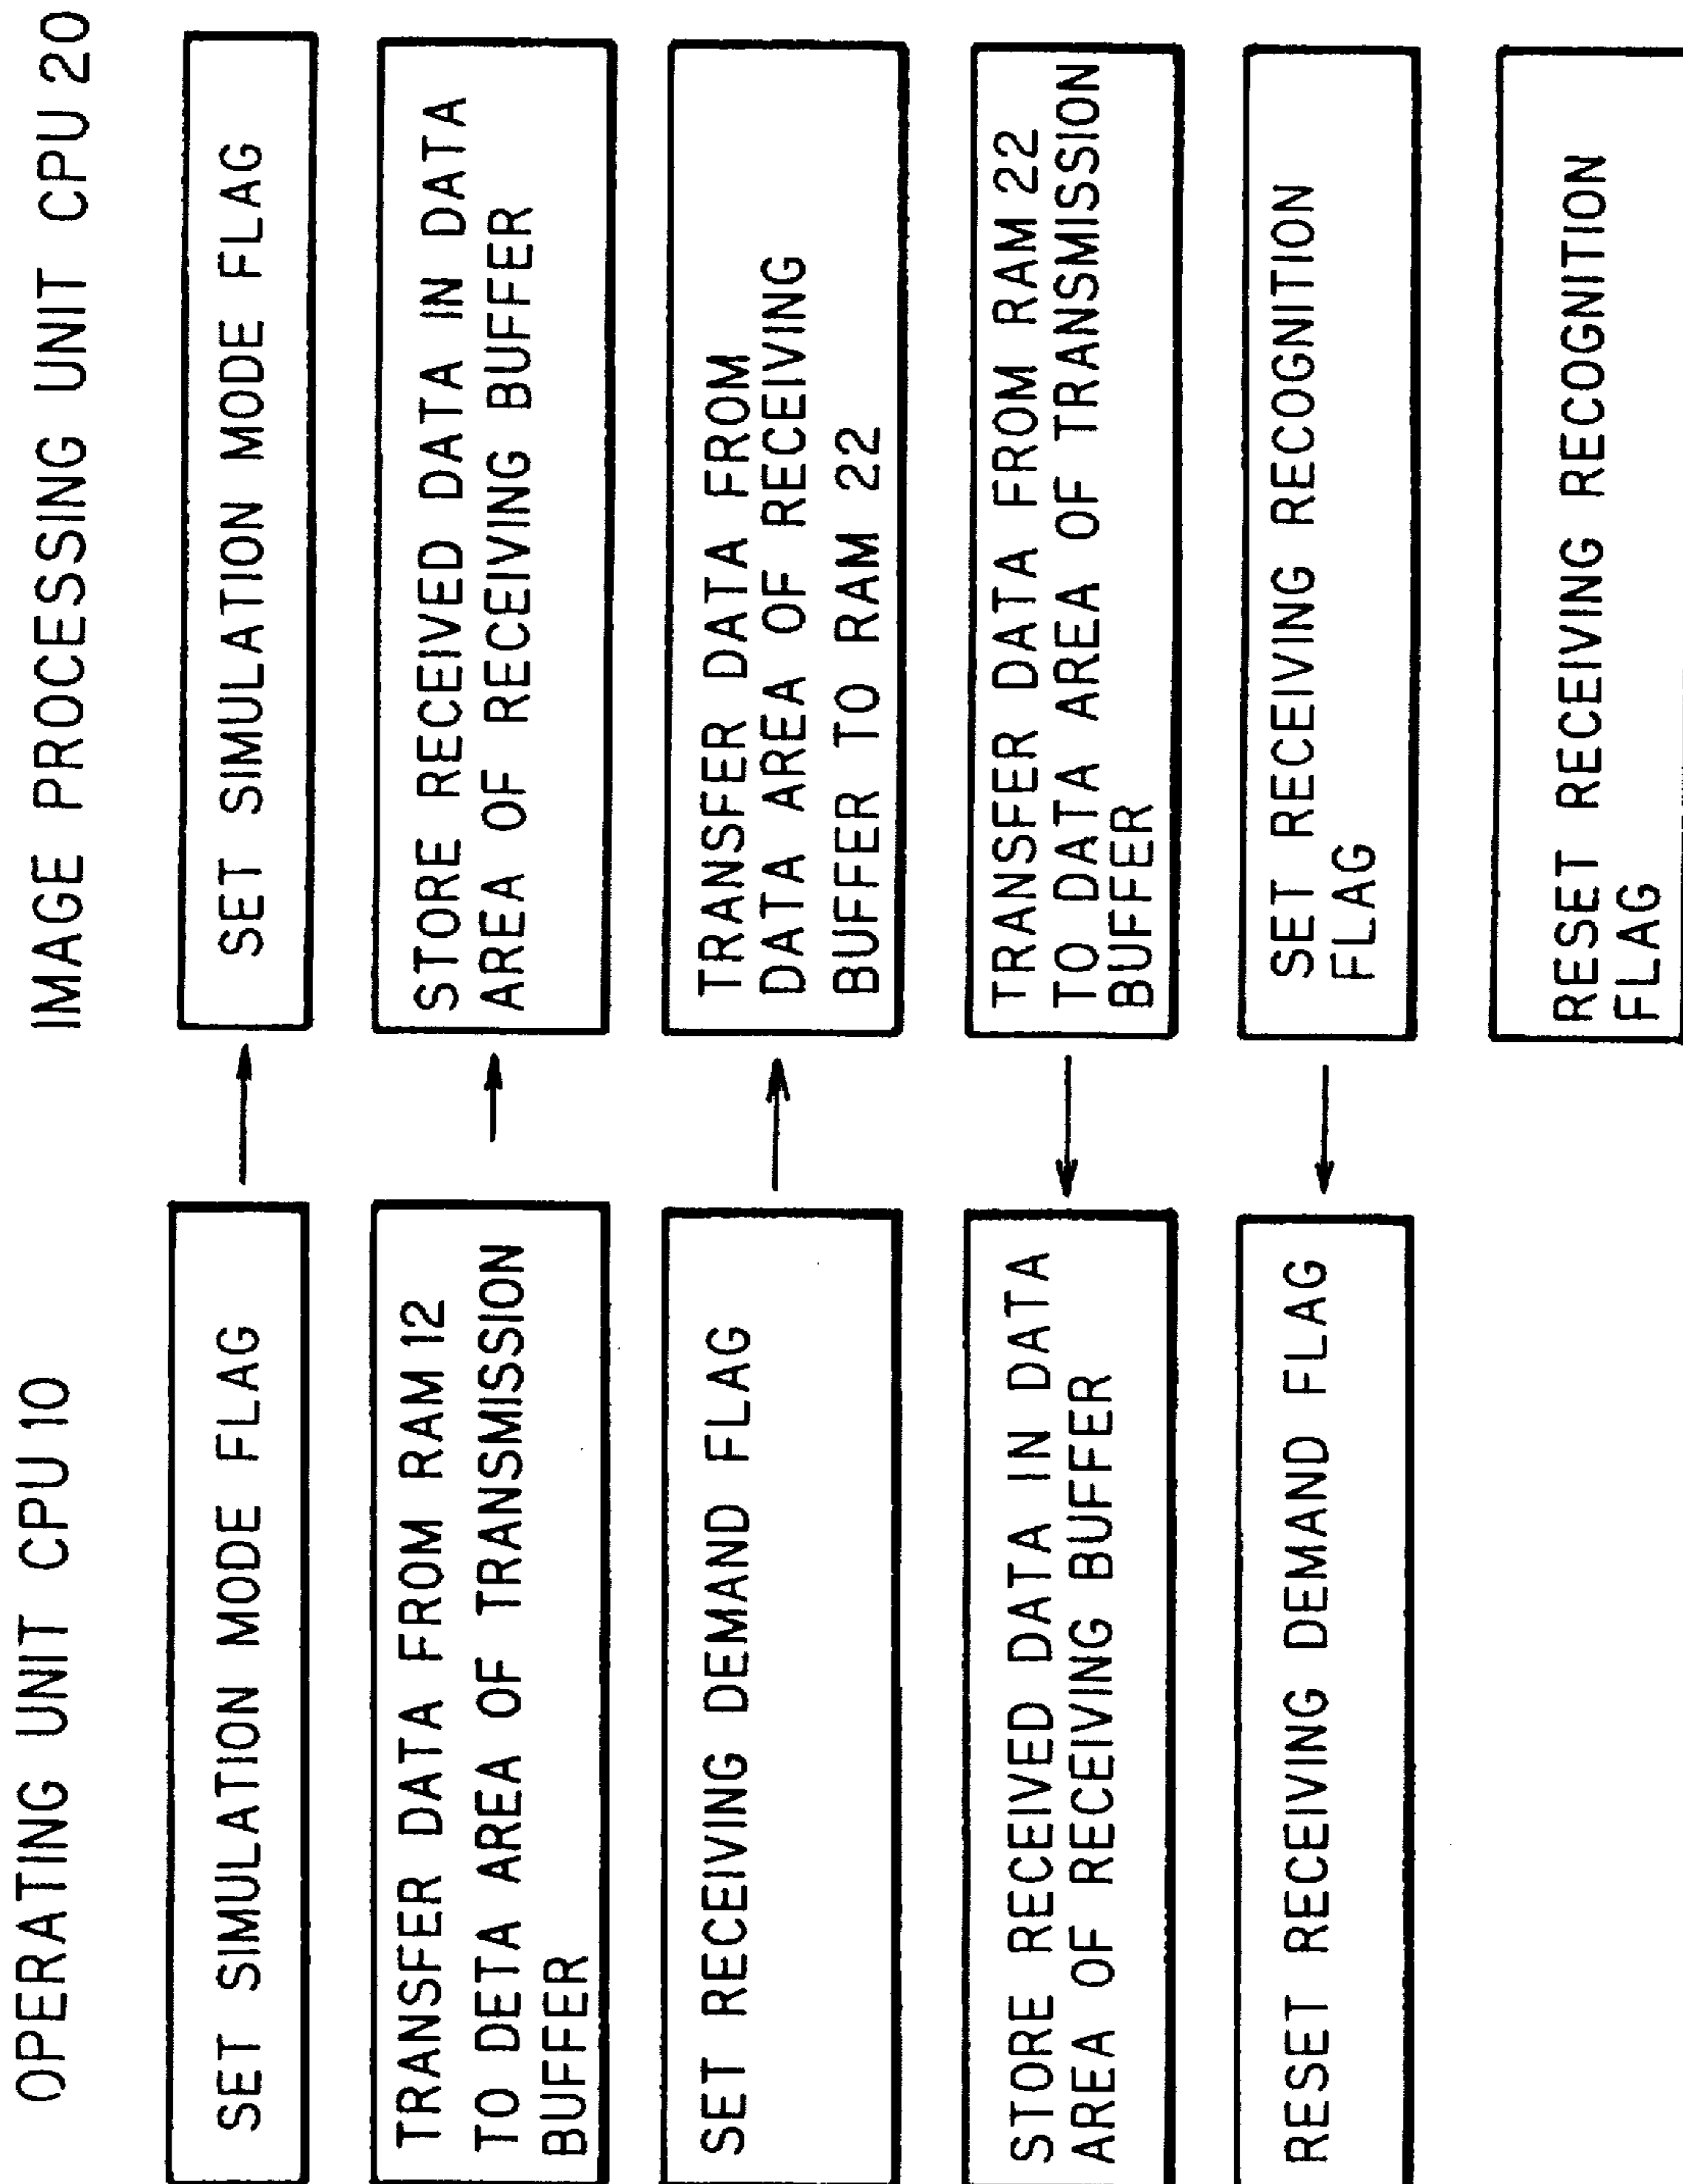 OPERATING UNIT CPU 10
IMAGE PROCESSING UNIT CPU 20
SET SIMULATION MODE FLAG
SET SIMULATION MODE FLAG
TRANSFER DATA FROM RAM 12
TO DETA AREA OF TRANSMISSION
BUFFER
STORE RECEIVED DATA IN DATA
AREA OF RECEIVING BUFFER
SET RECEIVING DEMAND FLAG
TRANSFER DATA FROM
DATA AREA OF RECEIVING
BUFFER TO RAM 22
STORE RECEIVED DATA IN DATA
AREA OF RECEIVING BUFFER
TRANSFER DATA FROM RAM 22
TO DATA AREA OF TRANSMISSION
BUFFER
RESET RECEIVING DEMAND FLAG
SET RECEIVING RECOGNITION
FLAG
RESET RECEIVING RECOGNITION
FLAG